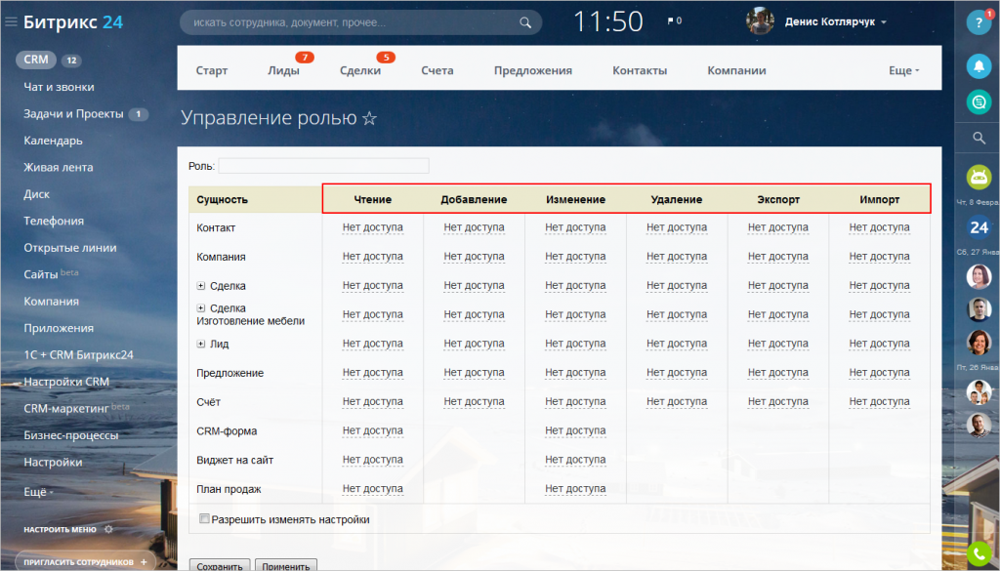 Битрикс 24
искать сотрудника, документ, прочее...
11:50
0
Денис Котлярчук
?
1
CRM 12
Чат и звонки
Задачи и Проекты 1
Календарь
Живая лента
Диск
Телефония
Открытые линии
Сайты beta
Компания
Приложения
1С + CRM Битрикс24
Настройки CRM
CRM-маркетинг beta
Бизнес-процессы
Настройки
Ещё
НАСТРОИТЬ МЕНЮ
ПРИГЛАСИТЬ СОТРУДНИКОВ +
Старт Лиды 7 Сделки 5 Счета Предложения Контакты Компании Еще
Управление ролью
Роль:
Сущность Чтение Добавление Изменение Удаление Экспорт Импорт
Контакт Нет доступа Нет доступа Нет доступа Нет доступа Нет доступа Нет доступа
Компания Нет доступа Нет доступа Нет доступа Нет доступа Нет доступа Нет доступа
Сделка Нет доступа Нет доступа Нет доступа Нет доступа Нет доступа Нет доступа
Сделка
Изготовление мебели Нет доступа Нет доступа Нет доступа Нет доступа Нет доступа Нет доступа
Лид Нет доступа Нет доступа Нет доступа Нет доступа Нет доступа Нет доступа
Предложение Нет доступа Нет доступа Нет доступа Нет доступа Нет доступа Нет доступа
Счёт Нет доступа Нет доступа Нет доступа Нет доступа Нет доступа Нет доступа
CRM-форма Нет доступа Нет доступа
Виджет на сайт Нет доступа Нет доступа
План продаж Нет доступа Нет доступа
Разрешить изменять настройки
Сохранить Применить
Чт, 8 Февра
24
Сб, 27 Янва
Пт, 26 Янва